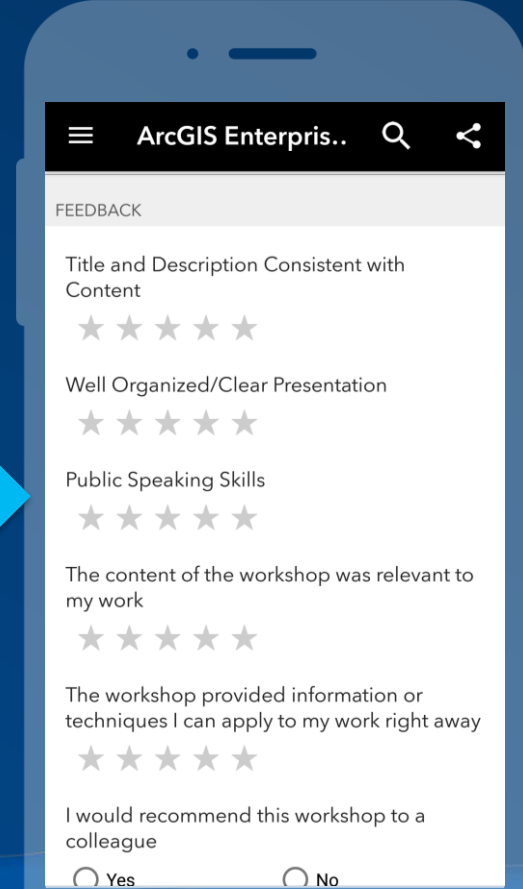 ArcGIS Enterpris..
FEEDBACK
Title and Description Consistent with
Content
Well Organized/Clear Presentation
Public Speaking Skills
The content of the workshop was relevant to
my work
The workshop provided information or
techniques I can apply to my work right away
I would recommend this workshop to a
colleague
Yes No